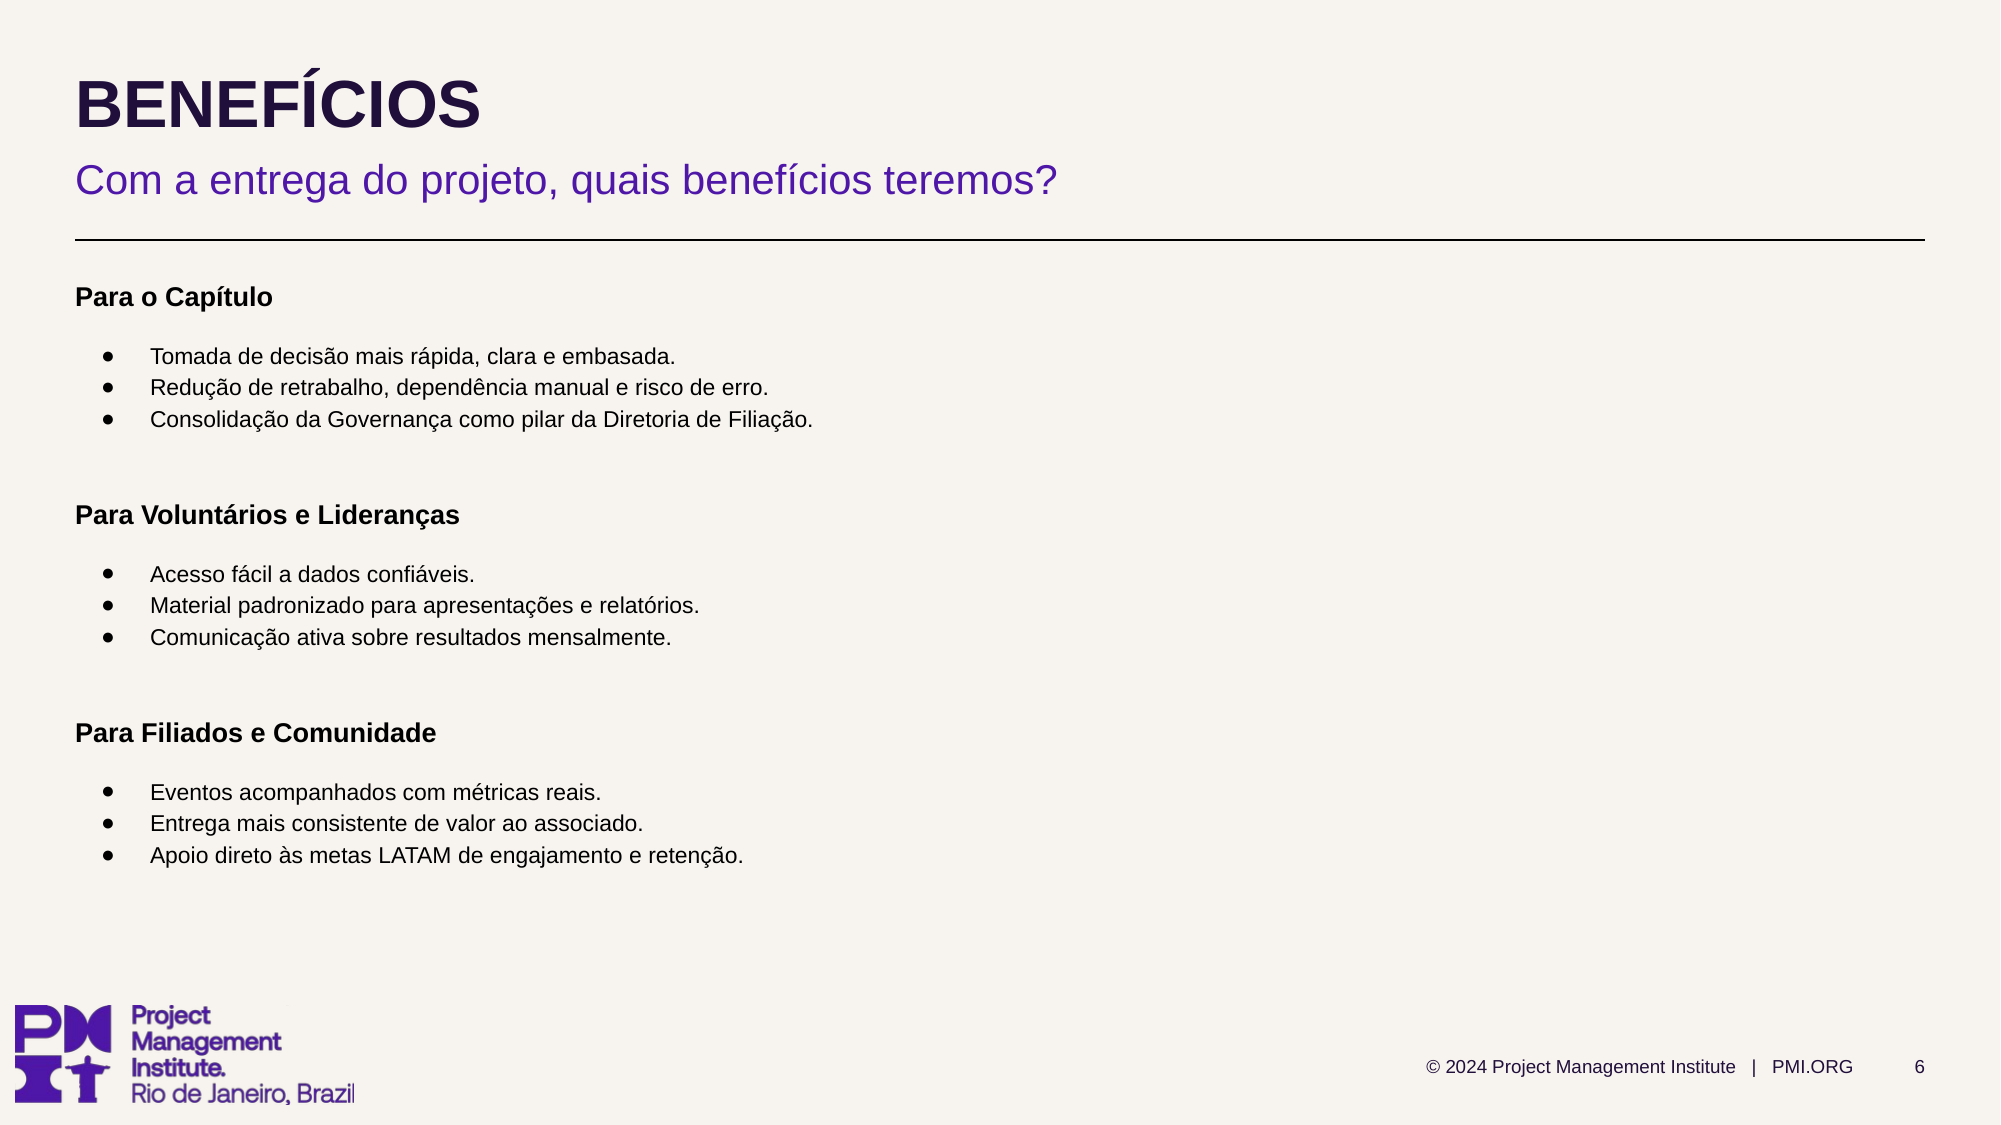 BENEFÍCIOS
Com a entrega do projeto, quais benefícios teremos?
Para o Capítulo
● Tomada de decisão mais rápida, clara e embasada.
● Redução de retrabalho, dependência manual e risco de erro.
● Consolidação da Governança como pilar da Diretoria de Filiação.
Para Voluntários e Lideranças
● Acesso fácil a dados confiáveis.
● Material padronizado para apresentações e relatórios.
● Comunicação ativa sobre resultados mensalmente.
Para Filiados e Comunidade
● Eventos acompanhados com métricas reais.
● Entrega mais consistente de valor ao associado.
● Apoio direto às metas LATAM de engajamento e retenção.
Project
Management
Institute.
Rio de Janeiro, Brazil
© 2024 Project Management Institute | PMI.ORG 6